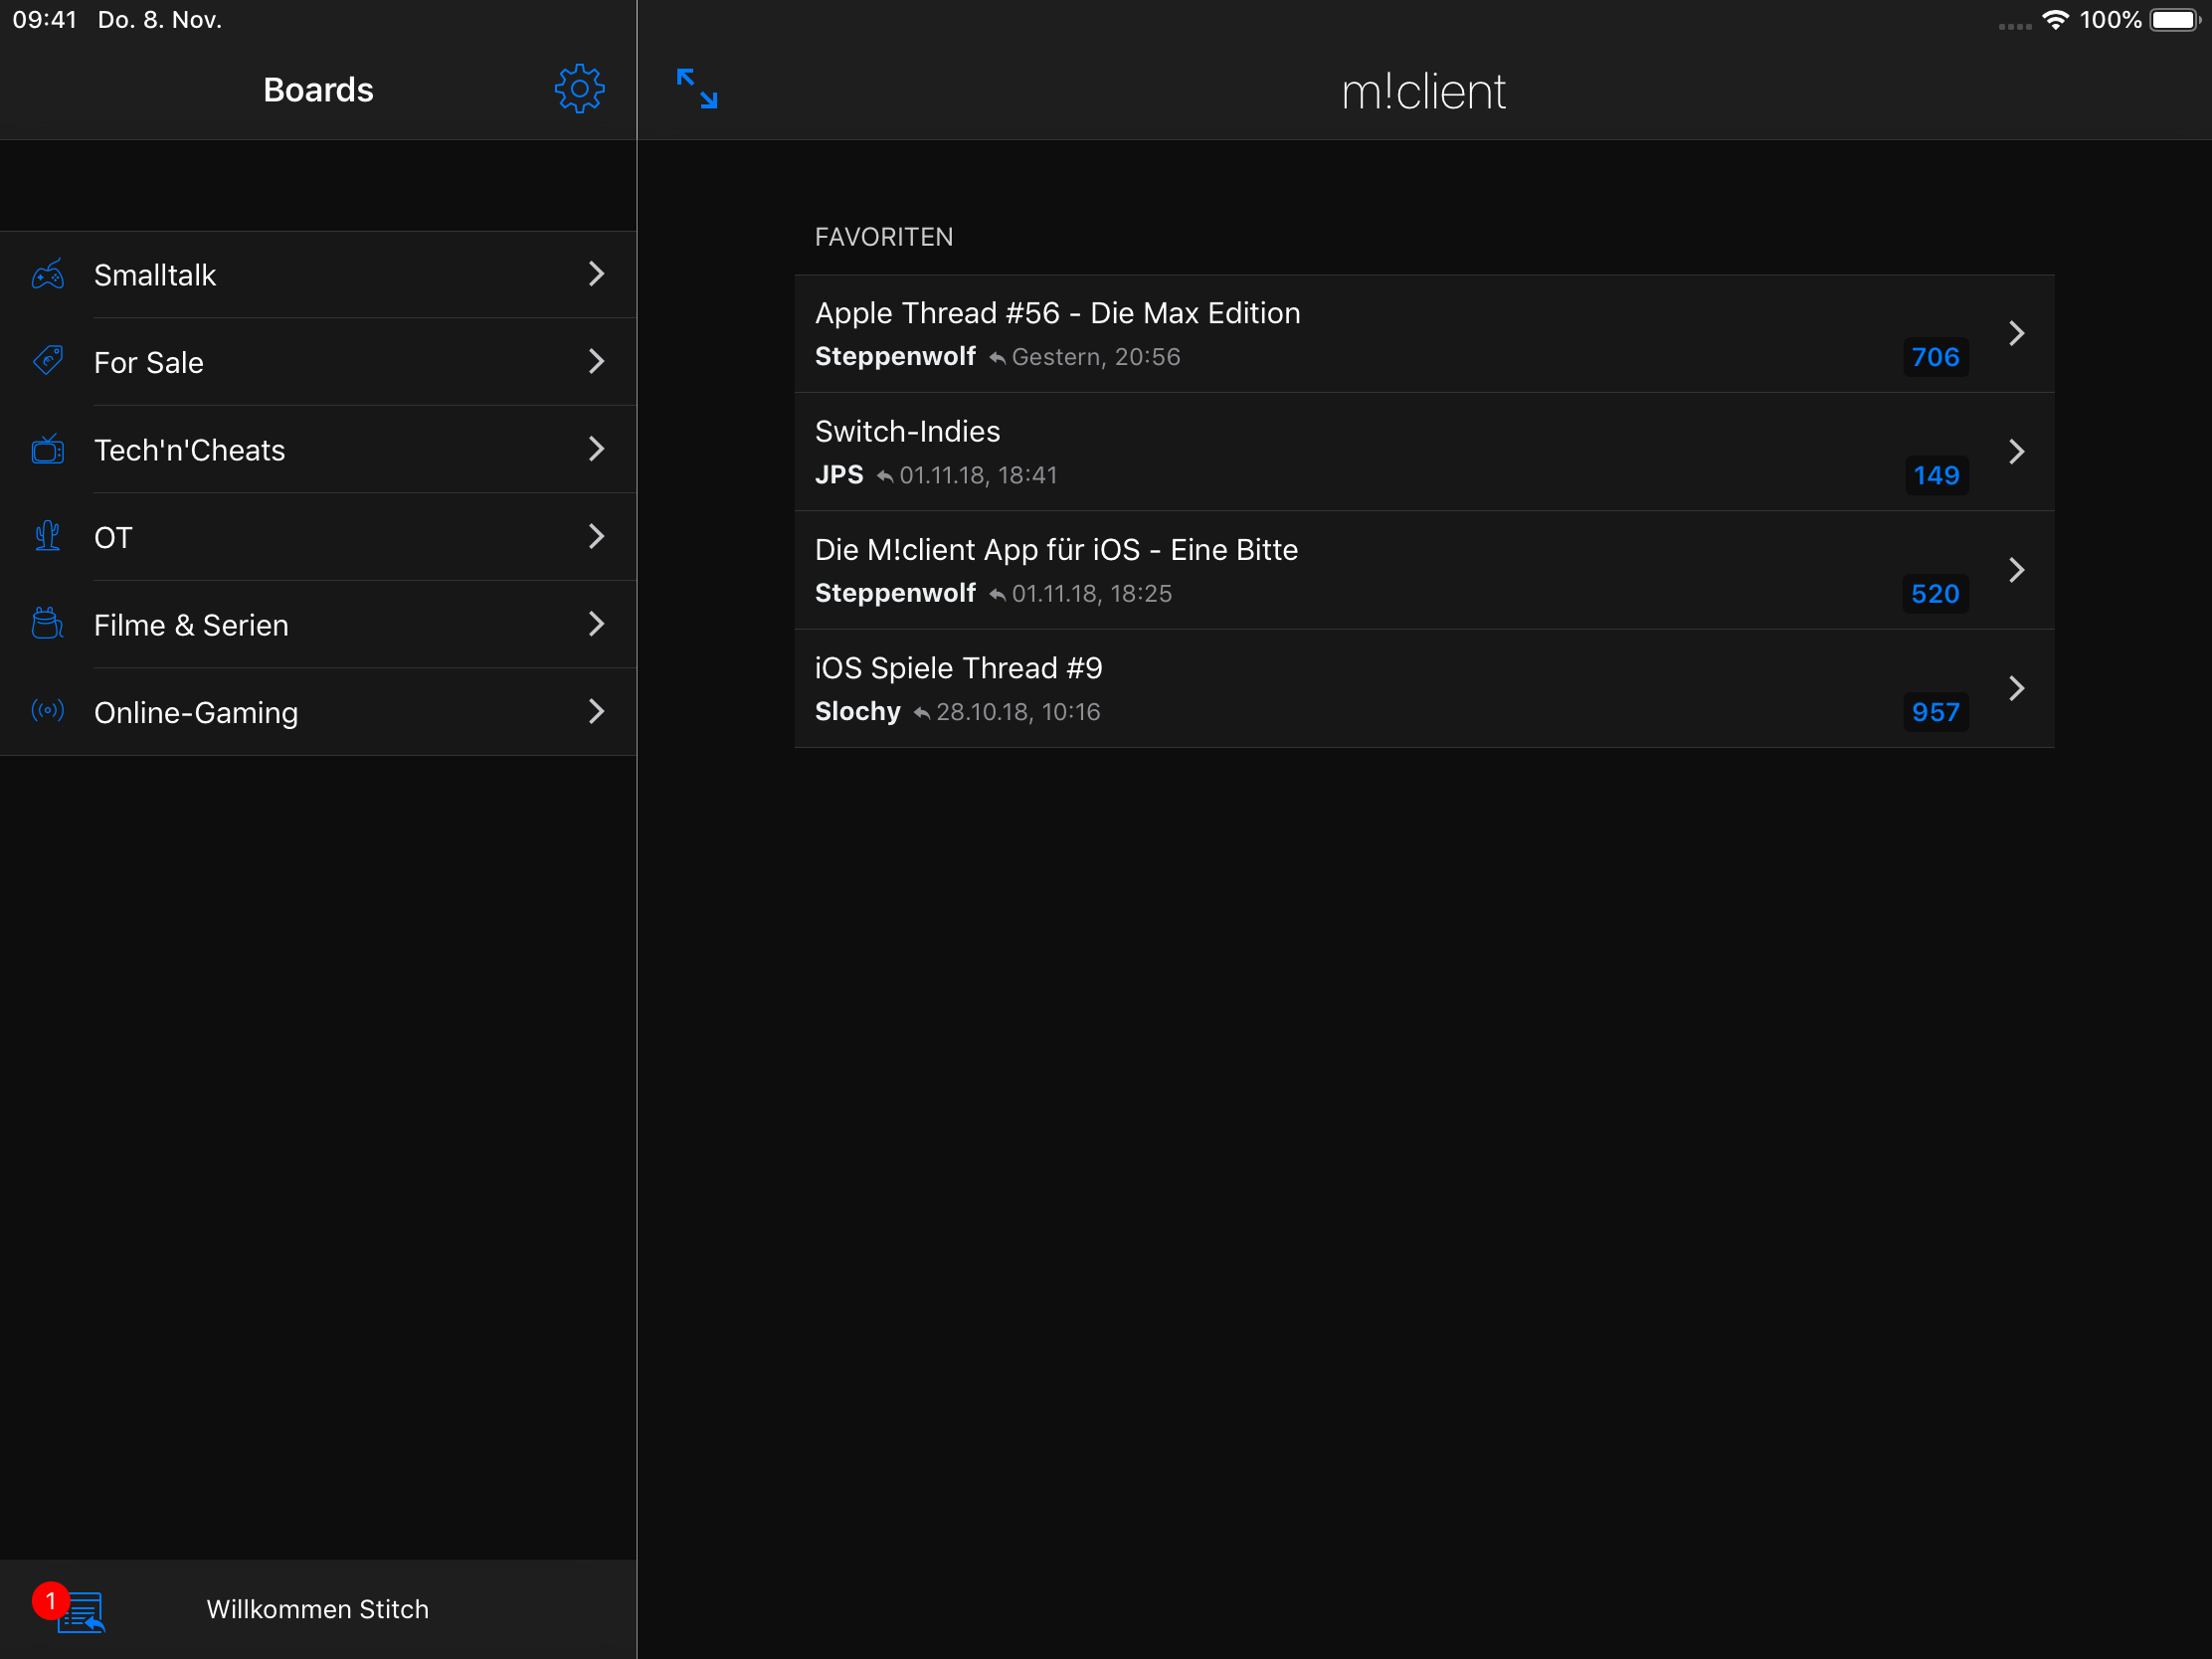 09:41 Do. 8. Nov.
100%
Boards
m!client
Smalltalk
For Sale
Tech'n'Cheats
OT
Filme & Serien
Online-Gaming
FAVORITEN
Apple Thread #56 - Die Max Edition
Steppenwolf Gestern, 20:56
706
Switch-Indies
JPS 01.11.18, 18:41
149
Die M!client App für iOS - Eine Bitte
Steppenwolf 01.11.18, 18:25
520
iOS Spiele Thread #9
Slochy 28.10.18, 10:16
957
1
Willkommen Stitch